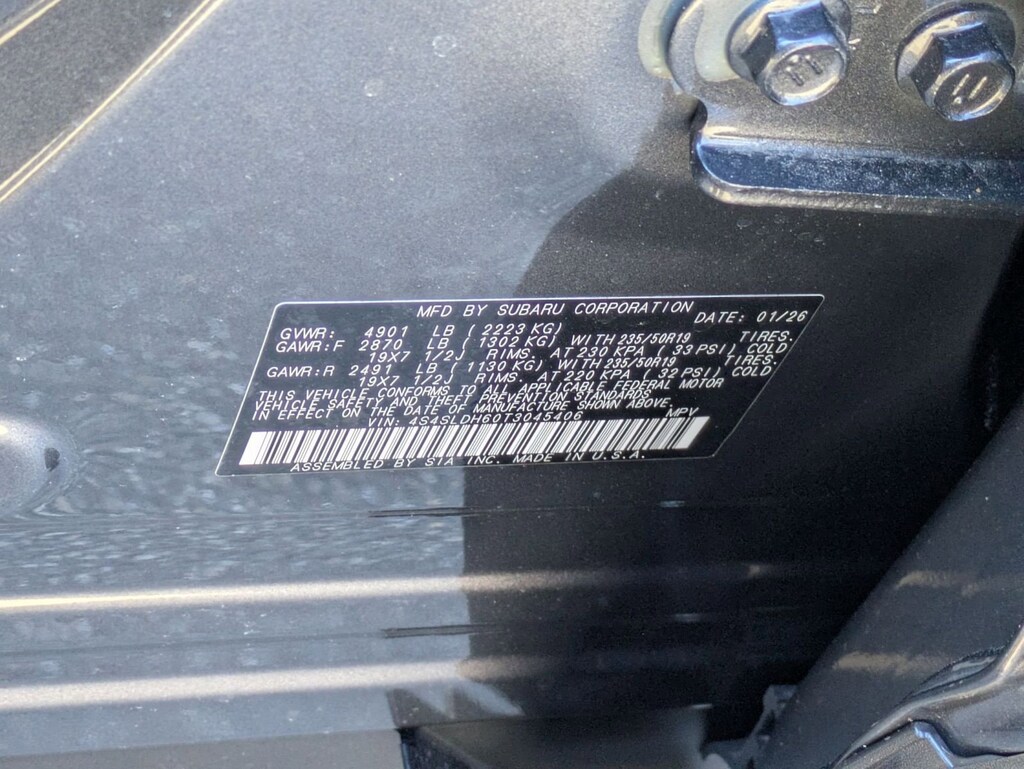 MFD BY SUBARU CORPORATION
DATE: 01/26
GVWR: 4901 LB (2223 KG)
GAWR:F 2870 LB (1302 KG) WITH 235/50R19 TIRES.
19X7 1/2J RIMS. AT 230 KPA (33 PSI) COLD
GAWR:R 2491 LB (1130 KG) WITH 235/50R19 TIRES.
19X7 1/2J RIMS. AT 220 KPA (32 PSI) COLD.
THIS VEHICLE CONFORMS TO ALL APPLICABLE FEDERAL MOTOR
VEHICLE SAFETY AND THEFT PREVENTION STANDARDS
IN EFFECT ON THE DATE OF MANUFACTURE SHOWN ABOVE.
VIN: 4S4SLDH60T3045406 MPV
ASSEMBLED BY SIA INC. MADE IN U.S.A.